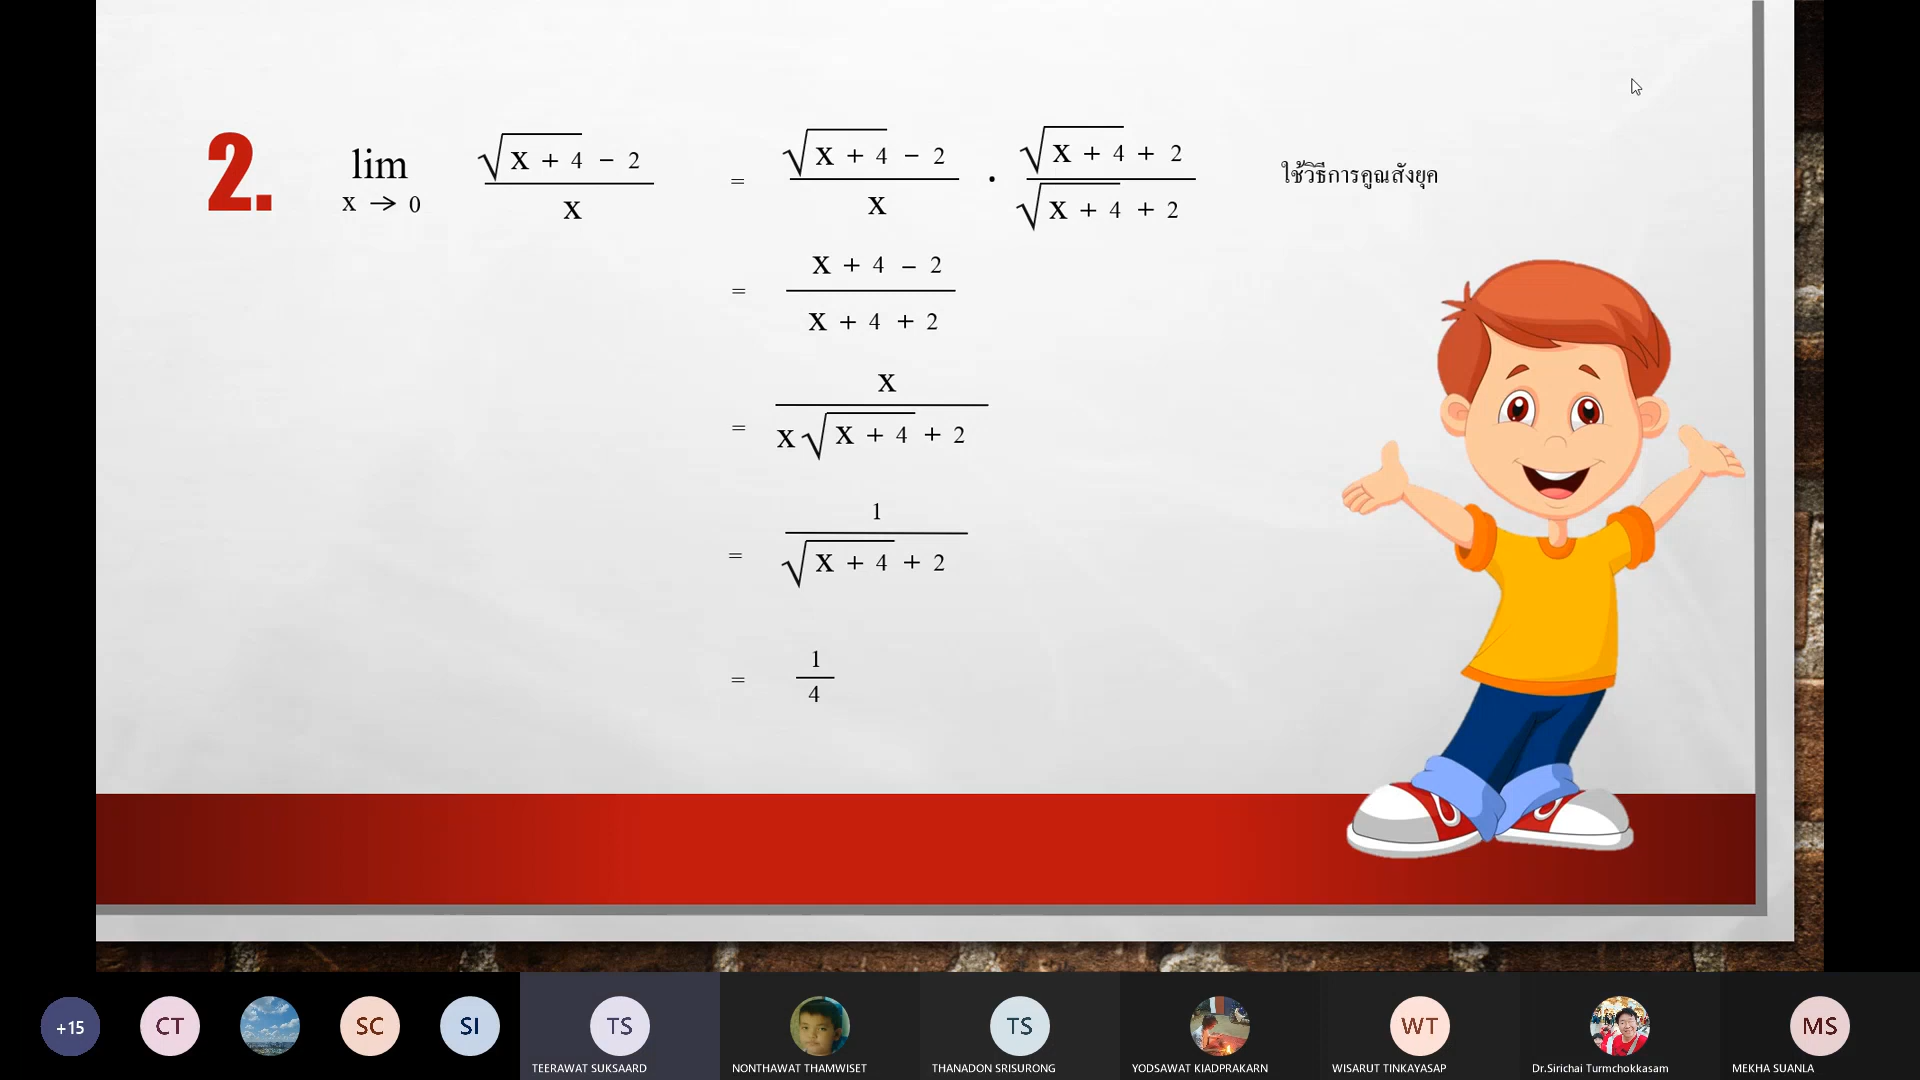 2. lim x → 0 √(x + 4) − 2 / x = √(x + 4) − 2 / x · √(x + 4) + 2 / √(x + 4) + 2 ใช้วิธีการคูณสังยุค
= x + 4 − 2 / x + 4 + 2
= x / x√(x + 4) + 2
= 1 / √(x + 4) + 2
= 1 / 4
+15 CT SC SI TS TS WT MS
TEERAWAT SUKSAARD NONTHAWAT THAMWISET THANADON SRISURONG YODSAWAT KIADPRAKARN WISARUT TINKAYASAP Dr.Sirichai Turmchokkasam MEKHA SUANLA